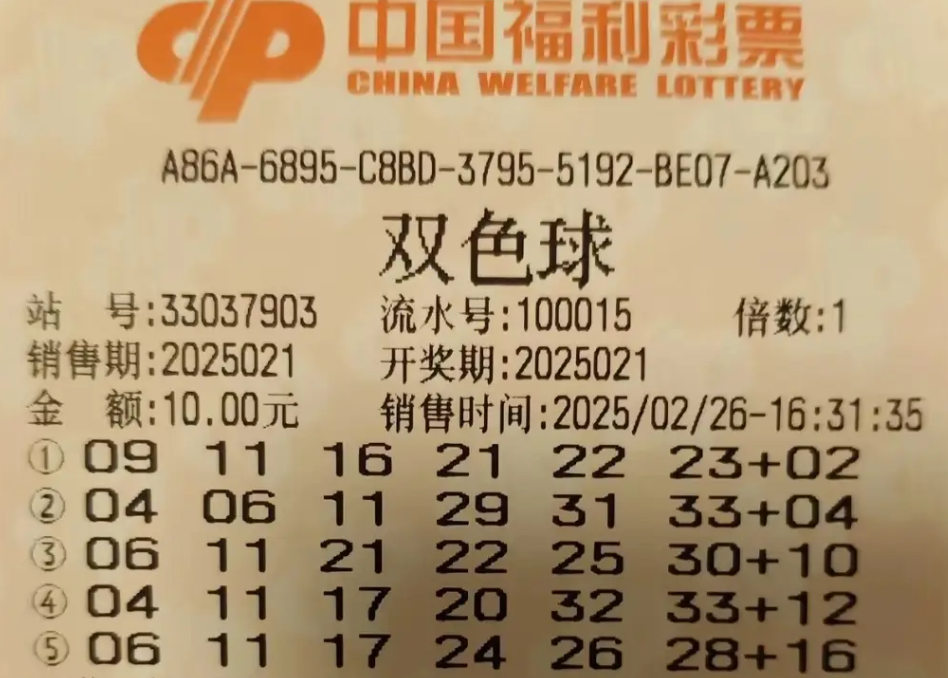 中国福利彩票
CHINA WELFARE LOTTERY
A86A-6895-C8BD-3795-5192-BE07-A203
双色球
站 号:33037903 流水号:100015 倍数:1
销售期:2025021 开奖期:2025021
金 额:10.00元 销售时间:2025/02/26-16:31:35
① 09 11 16 21 22 23+02
② 04 06 11 29 31 33+04
③ 06 11 21 22 25 30+10
④ 04 11 17 20 32 33+12
⑤ 06 11 17 24 26 28+16